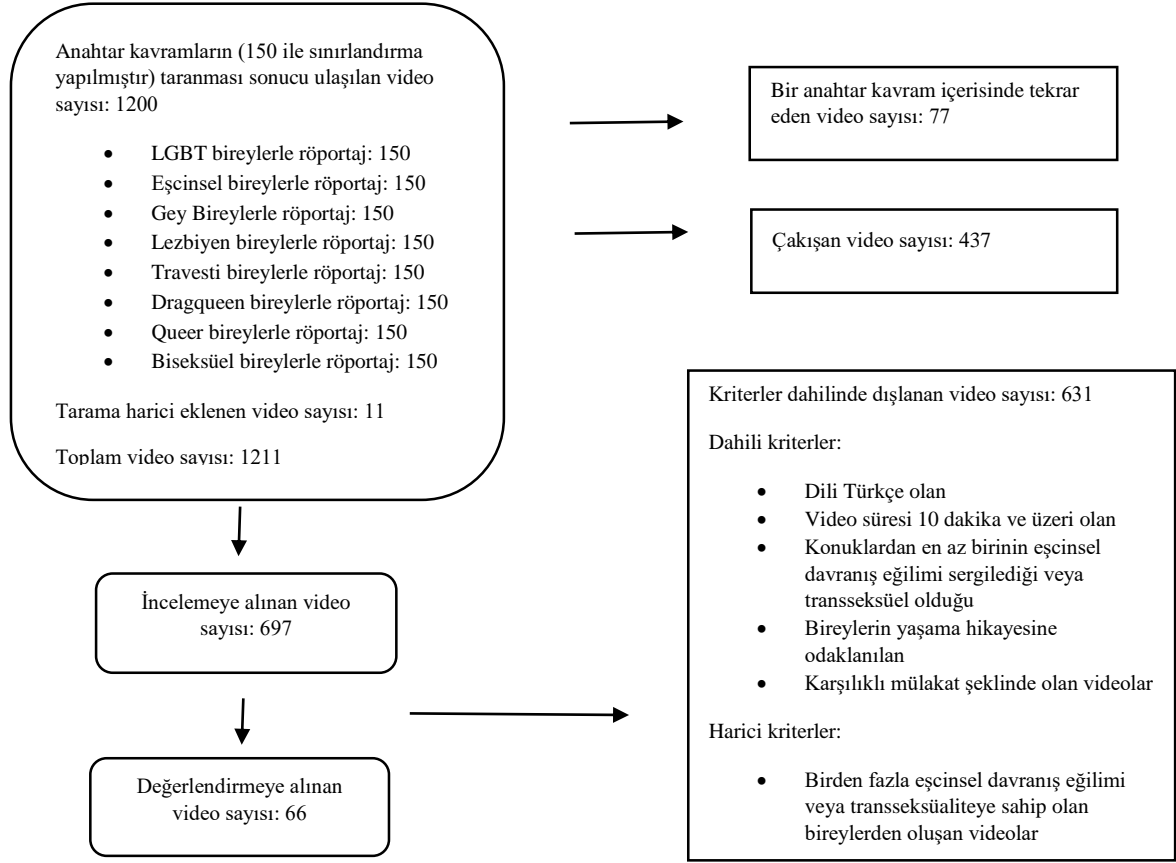 Anahtar kavramların (150 ile sınırlandırma
yapılmıştır) taranması sonucu ulaşılan video
sayısı: 1200
• LGBT bireylerle röportaj: 150
• Eşcinsel bireylerle röportaj: 150
• Gey Bireylerle röportaj: 150
• Lezbiyen bireylerle röportaj: 150
• Travesti bireylerle röportaj: 150
• Dragqueen bireylerle röportaj: 150
• Queer bireylerle röportaj: 150
• Biseksüel bireylerle röportaj: 150
Tarama harici eklenen video sayısı: 11
Toplam video sayısı: 1211
Bir anahtar kavram içerisinde tekrar
eden video sayısı: 77
Çakışan video sayısı: 437
İncelemeye alınan video
sayısı: 697
Değerlendirmeye alınan
video sayısı: 66
Kriterler dahilinde dışlanan video sayısı: 631
Dahili kriterler:
• Dili Türkçe olan
• Video süresi 10 dakika ve üzeri olan
• Konuklardan en az birinin eşcinsel
davranış eğilimi sergilediği veya
transseksüel olduğu
• Bireylerin yaşama hikayesine
odaklanılan
• Karşılıklı mülakat şeklinde olan videolar
Harici kriterler:
• Birden fazla eşcinsel davranış eğilimi
veya transseksüaliteye sahip olan
bireylerden oluşan videolar